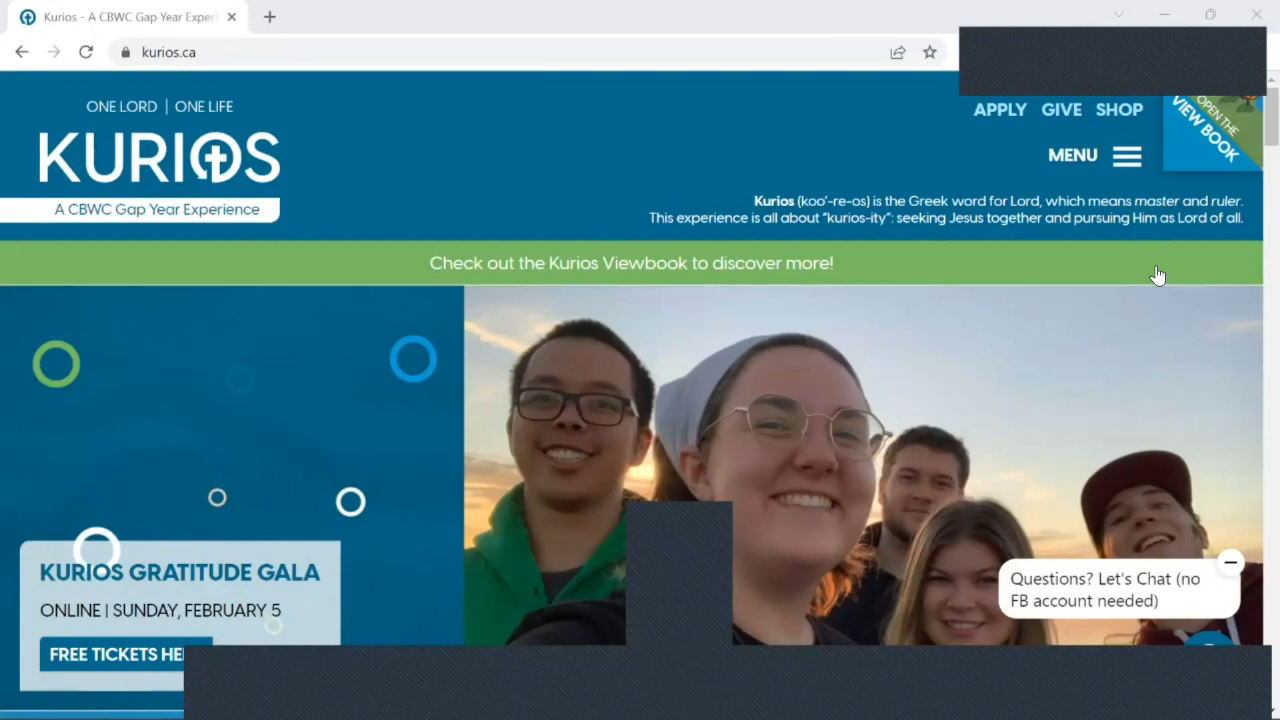 Kurios - A CBWC Gap Year Exper
kurios.ca
ONE LORD | ONE LIFE
KURIOS
A CBWC Gap Year Experience
APPLY GIVE SHOP
MENU
OPEN THE
VIEW BOOK
Kurios (koo’-re-os) is the Greek word for Lord, which means master and ruler.
This experience is all about “kurios-ity”: seeking Jesus together and pursuing Him as Lord of all.
Check out the Kurios Viewbook to discover more!
KURIOS GRATITUDE GALA
ONLINE | SUNDAY, FEBRUARY 5
FREE TICKETS
Questions? Let's Chat (no
FB account needed)